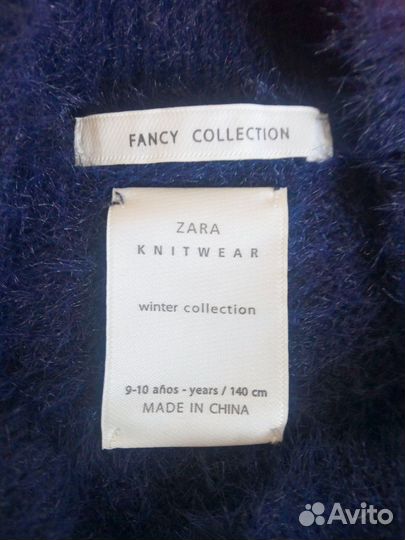 FANCY COLLECTION
ZARA
KNITWEAR
winter collection
9-10 años - years / 140 cm
MADE IN CHINA
Avito